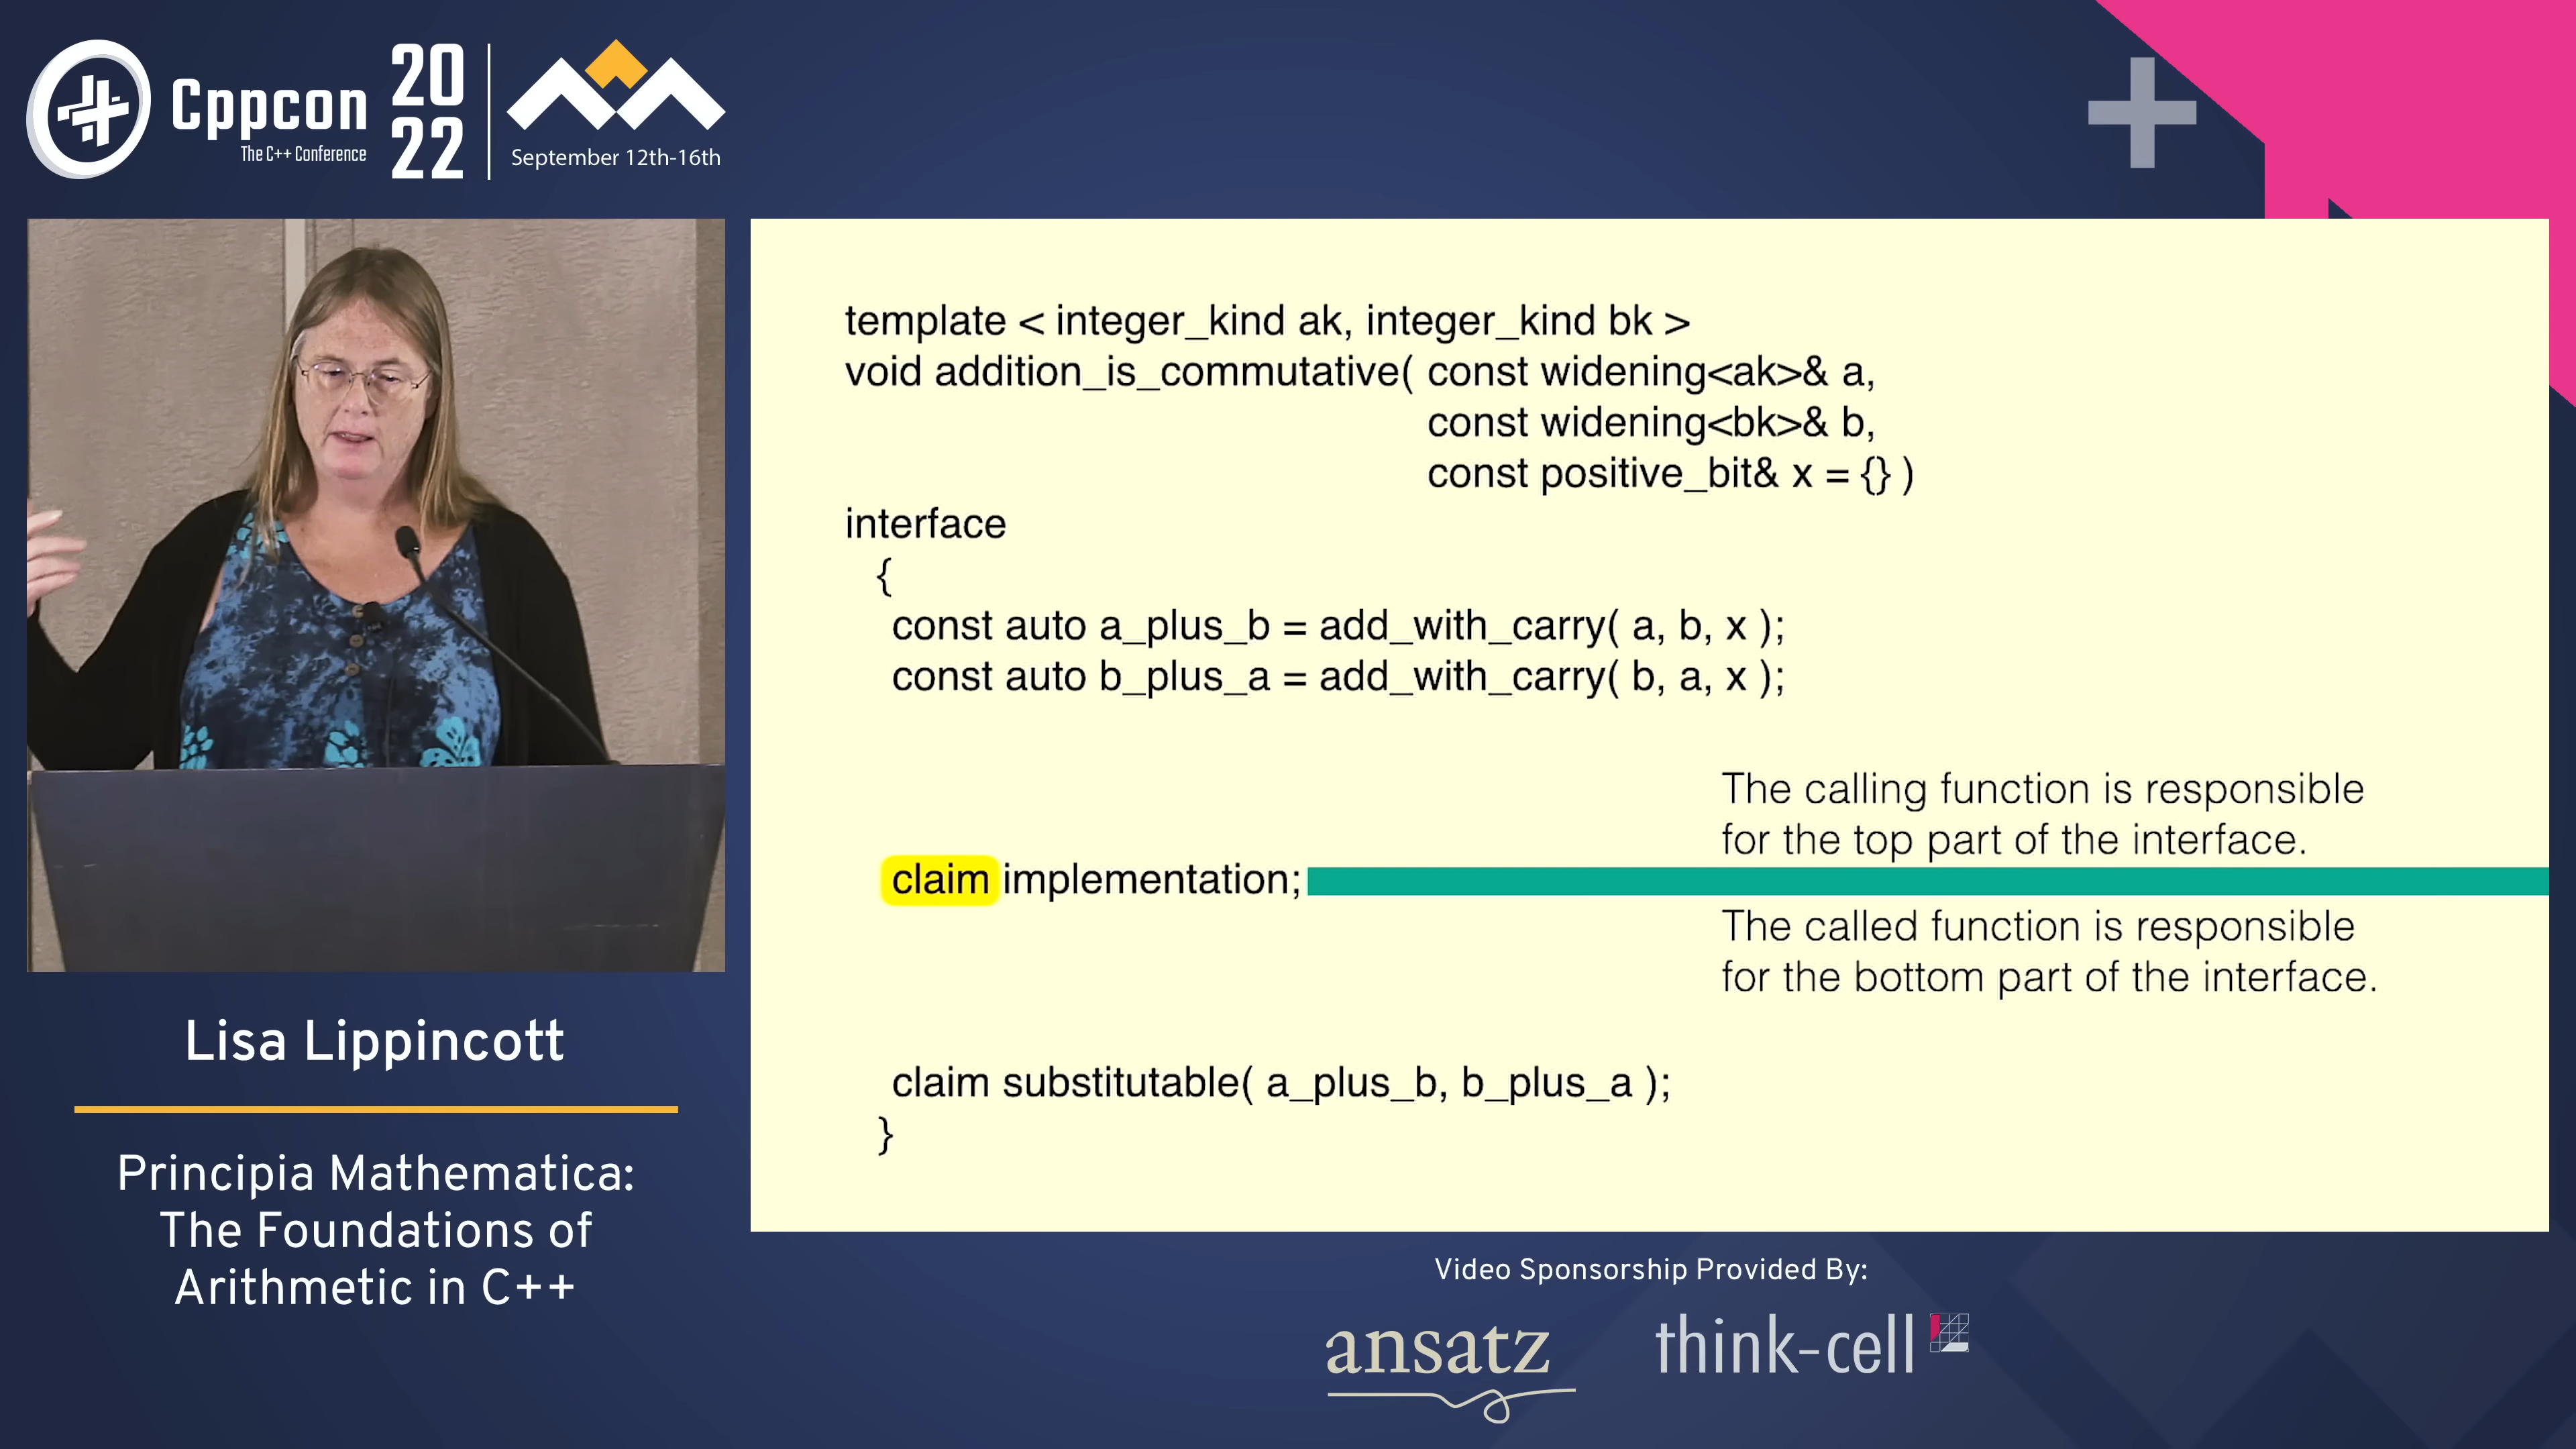 Cppcon
The C++ Conference
20
22
September 12th-16th
template < integer_kind ak, integer_kind bk >
void addition_is_commutative( const widening<ak>& a,
const widening<bk>& b,
const positive_bit& x = {} )
interface
{
const auto a_plus_b = add_with_carry( a, b, x );
const auto b_plus_a = add_with_carry( b, a, x );
The calling function is responsible
for the top part of the interface.
claim implementation;
The called function is responsible
for the bottom part of the interface.
claim substitutable( a_plus_b, b_plus_a );
}
Lisa Lippincott
Principia Mathematica:
The Foundations of
Arithmetic in C++
Video Sponsorship Provided By:
ansatz
think-cell